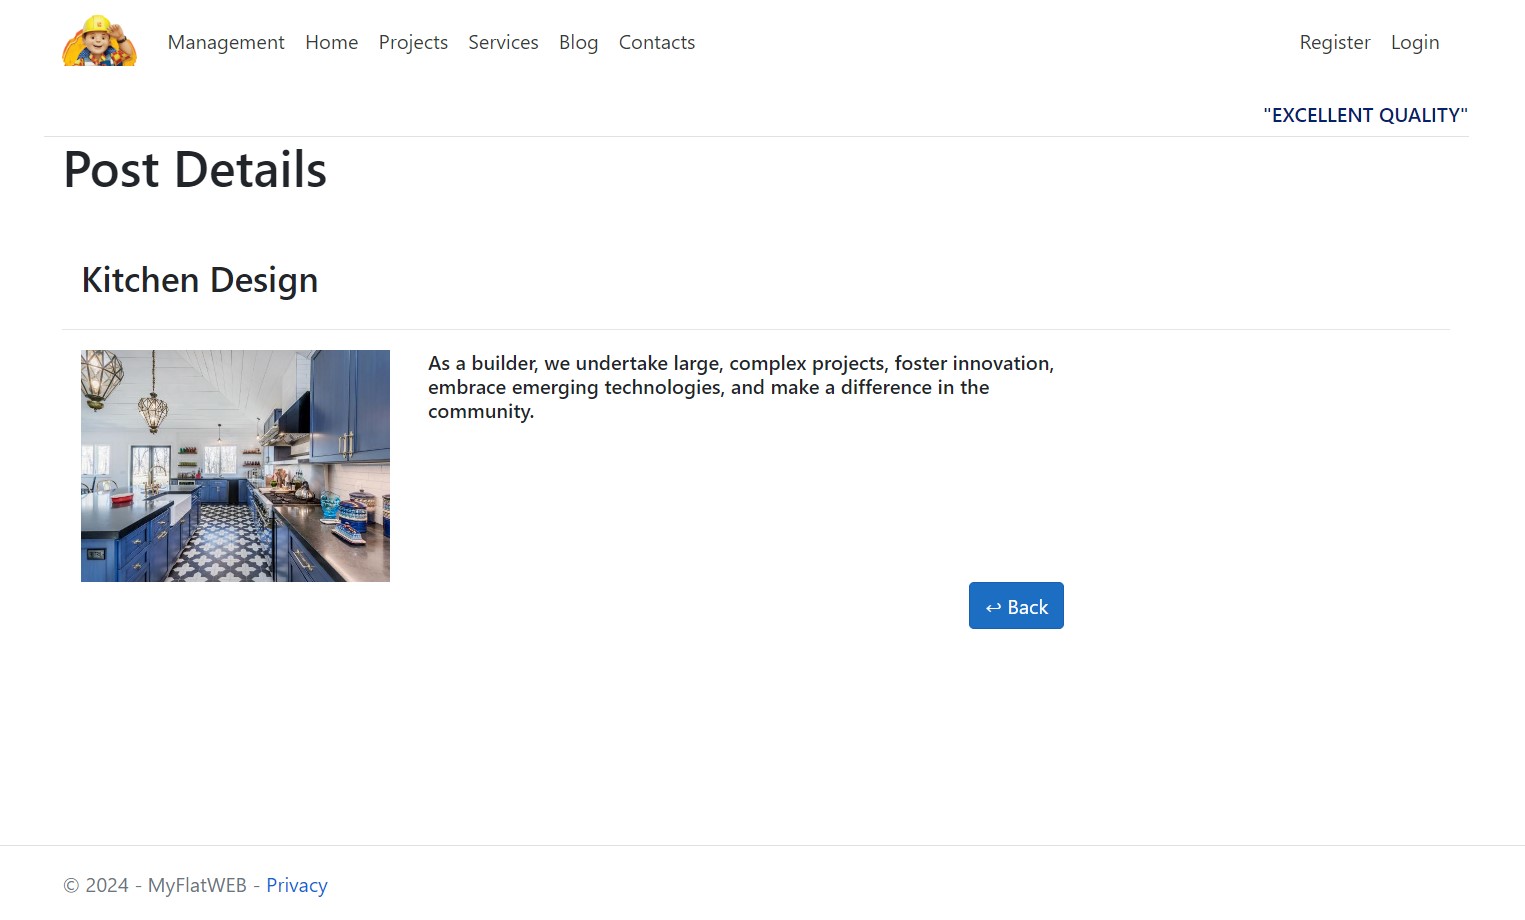 Management Home Projects Services Blog Contacts Register Login
"EXCELLENT QUALITY"
Post Details
Kitchen Design
As a builder, we undertake large, complex projects, foster innovation,
embrace emerging technologies, and make a difference in the
community.
↩ Back
© 2024 - MyFlatWEB - Privacy